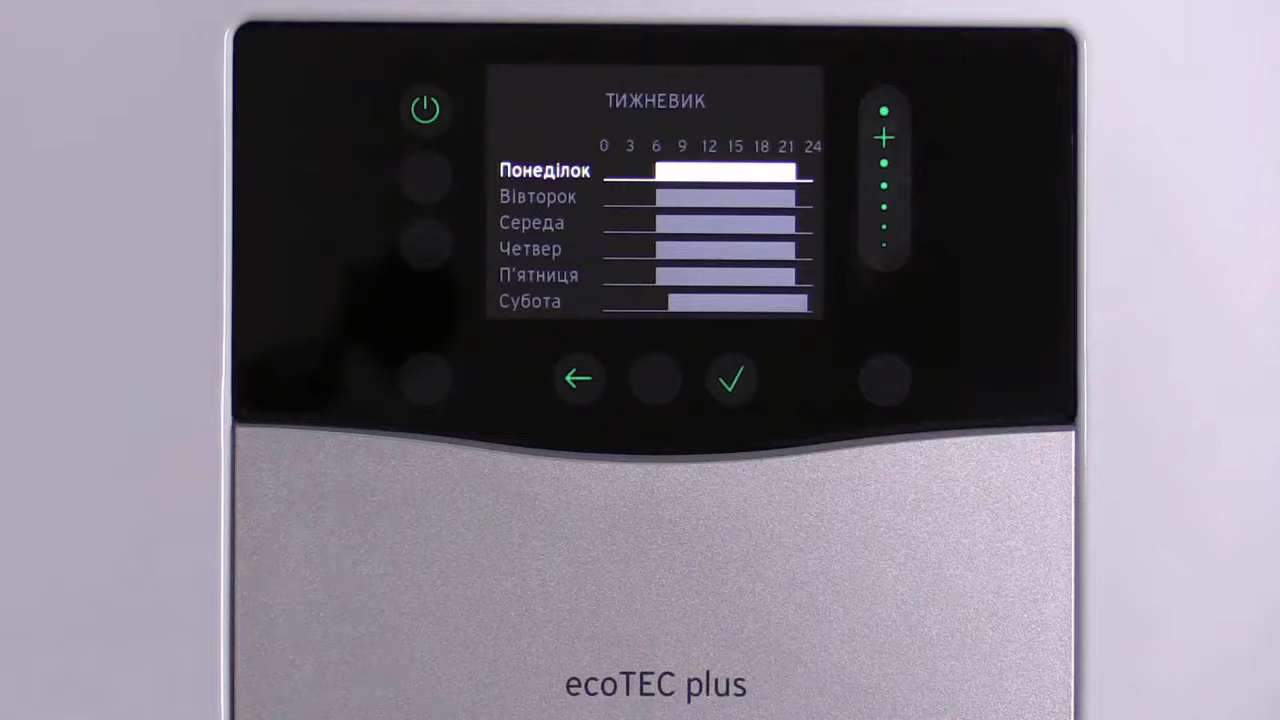 ТИЖНЕВИК
0 3 6 9 12 15 18 21 24
Понеділок
Вівторок
Середа
Четвер
П'ятниця
Субота
ecoTEC plus